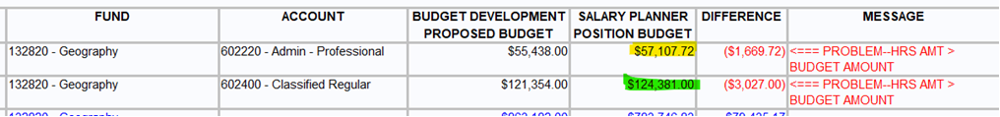 FUND ACCOUNT BUDGET DEVELOPMENT PROPOSED BUDGET SALARY PLANNER POSITION BUDGET DIFFERENCE MESSAGE
132820 - Geography 602220 - Admin - Professional $55,438.00 $57,107.72 ($1,669.72) <=== PROBLEM--HRS AMT >
BUDGET AMOUNT
132820 - Geography 602400 - Classified Regular $121,354.00 $124,381.00 ($3,027.00) <=== PROBLEM--HRS AMT >
BUDGET AMOUNT